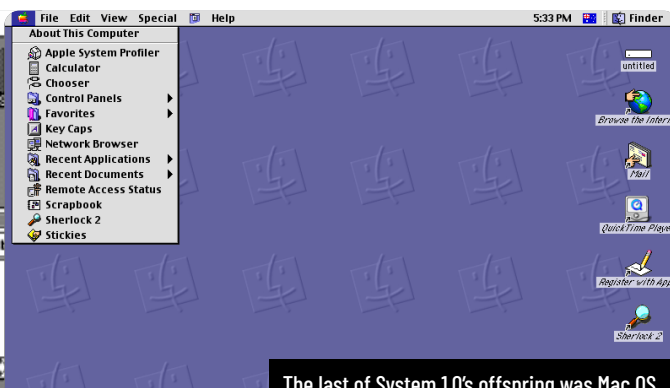 File Edit View Special Help 5:33 PM Finder
About This Computer
Apple System Profiler
Calculator
Chooser
Control Panels
Favorites
Key Caps
Network Browser
Recent Applications
Recent Documents
Remote Access Status
Scrapbook
Sherlock 2
Stickies
untitled
Browse the Intern
Mail
QuickTime Playe
Register with App
Sherlock 2
The last of System 1.0's offspring was Mac OS